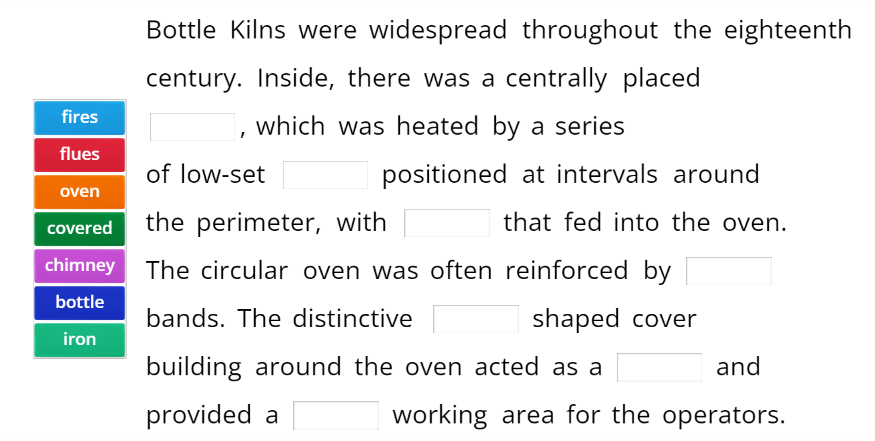 Bottle Kilns were widespread throughout the eighteenth
century. Inside, there was a centrally placed
, which was heated by a series
of low-set positioned at intervals around
the perimeter, with that fed into the oven.
The circular oven was often reinforced by
bands. The distinctive shaped cover
building around the oven acted as a and
provided a working area for the operators.
fires
flues
oven
covered
chimney
bottle
iron